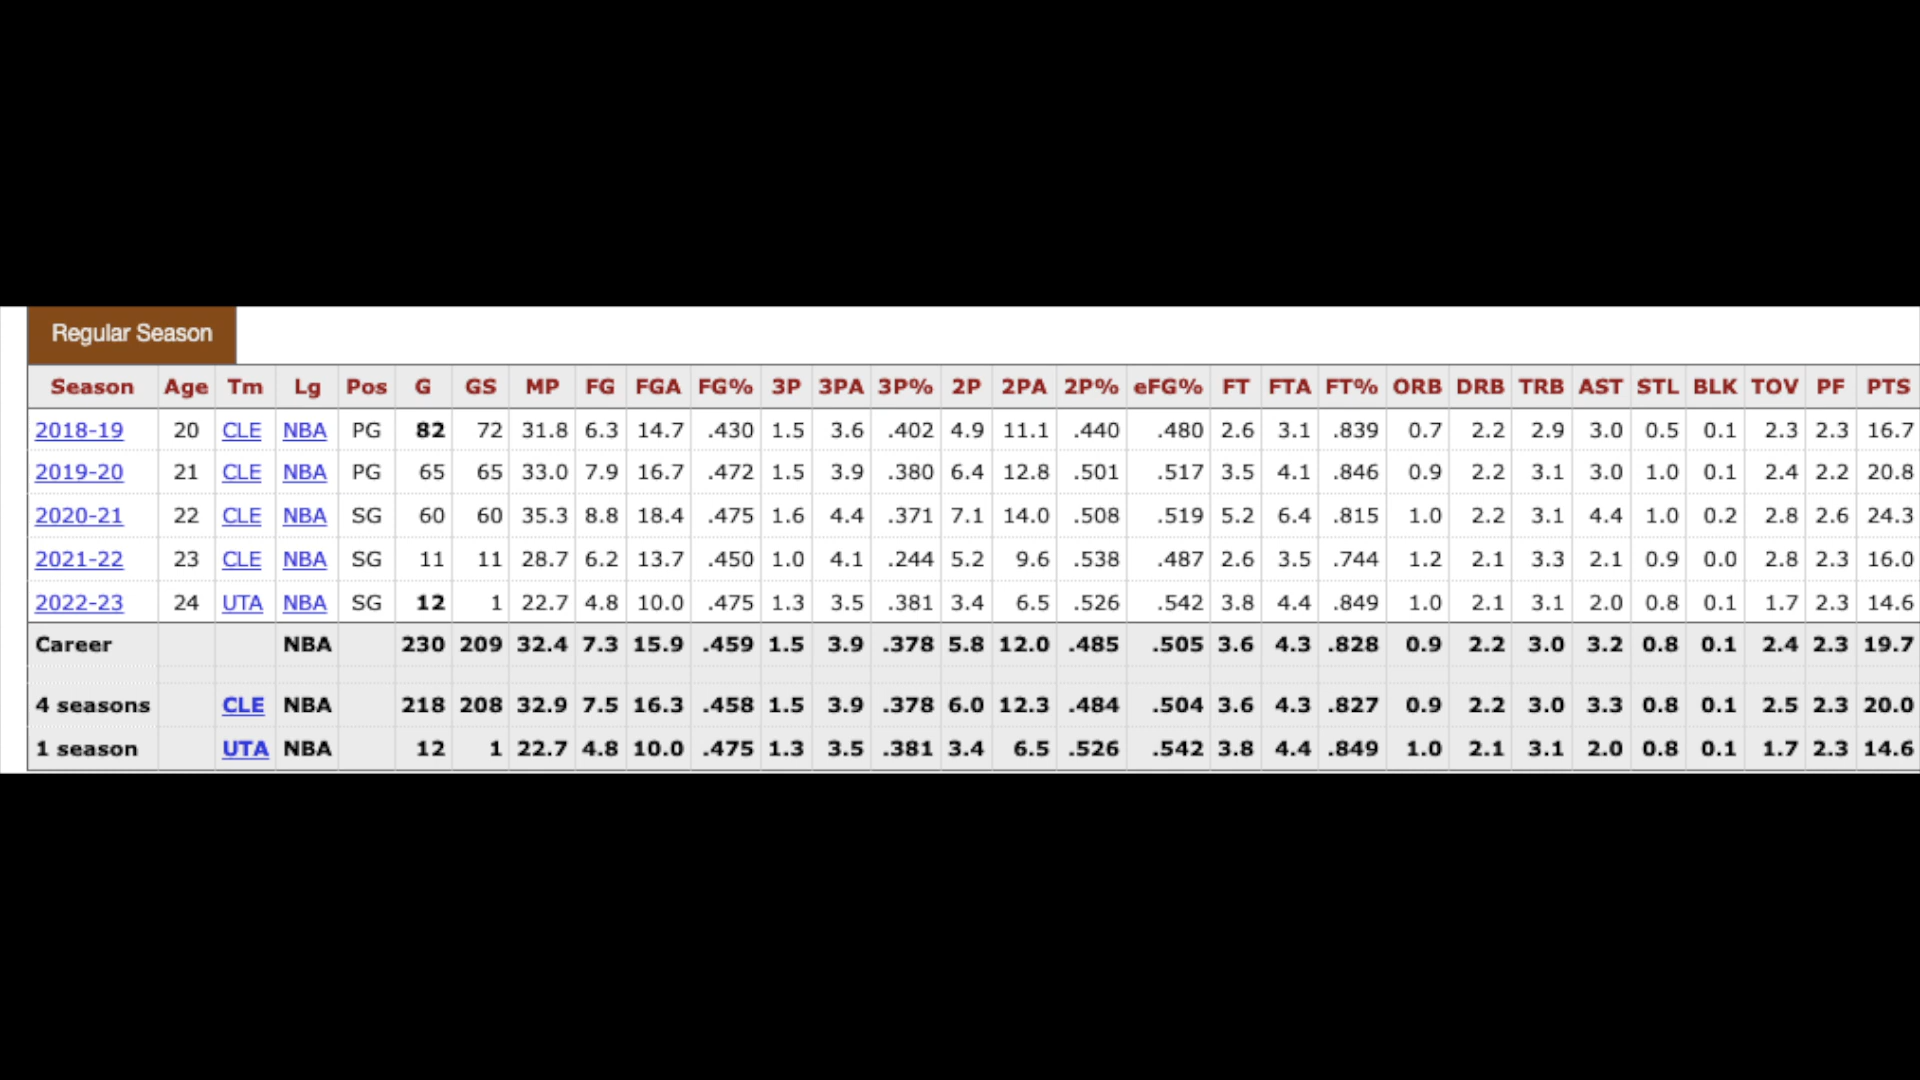 Regular Season
Season Age Tm Lg Pos G GS MP FG FGA FG% 3P 3PA 3P% 2P 2PA 2P% eFG% FT FTA FT% ORB DRB TRB AST STL BLK TOV PF PTS
2018-19 20 CLE NBA PG 82 72 31.8 6.3 14.7 .430 1.5 3.6 .402 4.9 11.1 .440 .480 2.6 3.1 .839 0.7 2.2 2.9 3.0 0.5 0.1 2.3 2.3 16.7
2019-20 21 CLE NBA PG 65 65 33.0 7.9 16.7 .472 1.5 3.9 .380 6.4 12.8 .501 .517 3.5 4.1 .846 0.9 2.2 3.1 3.0 1.0 0.1 2.4 2.2 20.8
2020-21 22 CLE NBA SG 60 60 35.3 8.8 18.4 .475 1.6 4.4 .371 7.1 14.0 .508 .519 5.2 6.4 .815 1.0 2.2 3.1 4.4 1.0 0.2 2.8 2.6 24.3
2021-22 23 CLE NBA SG 11 11 28.7 6.2 13.7 .450 1.0 4.1 .244 5.2 9.6 .538 .487 2.6 3.5 .744 1.2 2.1 3.3 2.1 0.9 0.0 2.8 2.3 16.0
2022-23 24 UTA NBA SG 12 1 22.7 4.8 10.0 .475 1.3 3.5 .381 3.4 6.5 .526 .542 3.8 4.4 .849 1.0 2.1 3.1 2.0 0.8 0.1 1.7 2.3 14.6
Career NBA 230 209 32.4 7.3 15.9 .459 1.5 3.9 .378 5.8 12.0 .485 .505 3.6 4.3 .828 0.9 2.2 3.0 3.2 0.8 0.1 2.4 2.3 19.7
4 seasons CLE NBA 218 208 32.9 7.5 16.3 .458 1.5 3.9 .378 6.0 12.3 .484 .504 3.6 4.3 .827 0.9 2.2 3.0 3.3 0.8 0.1 2.5 2.3 20.0
1 season UTA NBA 12 1 22.7 4.8 10.0 .475 1.3 3.5 .381 3.4 6.5 .526 .542 3.8 4.4 .849 1.0 2.1 3.1 2.0 0.8 0.1 1.7 2.3 14.6